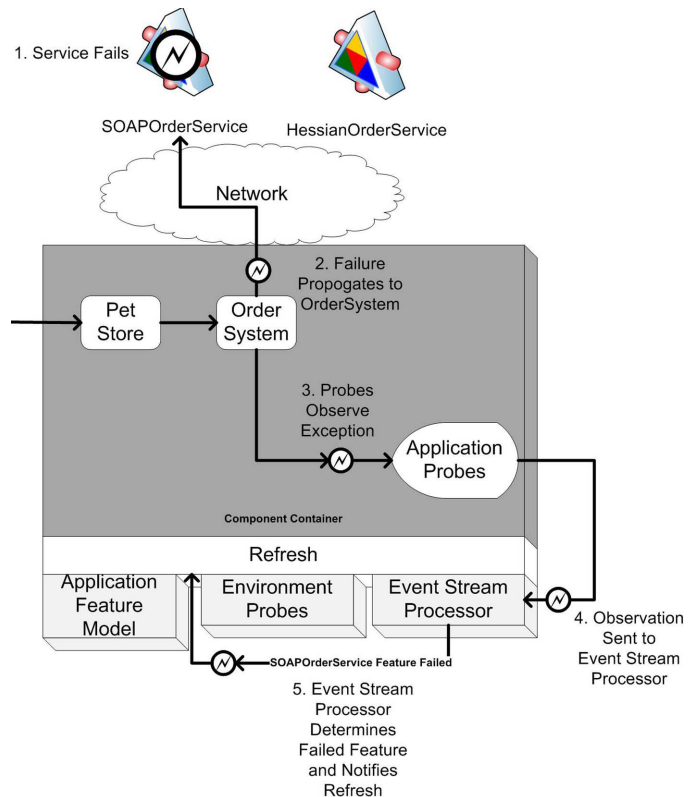 1. Service Fails
SOAPOrderService
HessianOrderService
Network
2. Failure
Propogates to
OrderSystem
Pet
Store
Order
System
3. Probes
Observe
Exception
Application
Probes
Component Container
Refresh
Application
Feature
Model
Environment
Probes
Event Stream
Processor
4. Observation
Sent to
Event Stream
Processor
SOAPOrderService Feature Failed
5. Event Stream
Processor
Determines
Failed Feature
and Notifies
Refresh